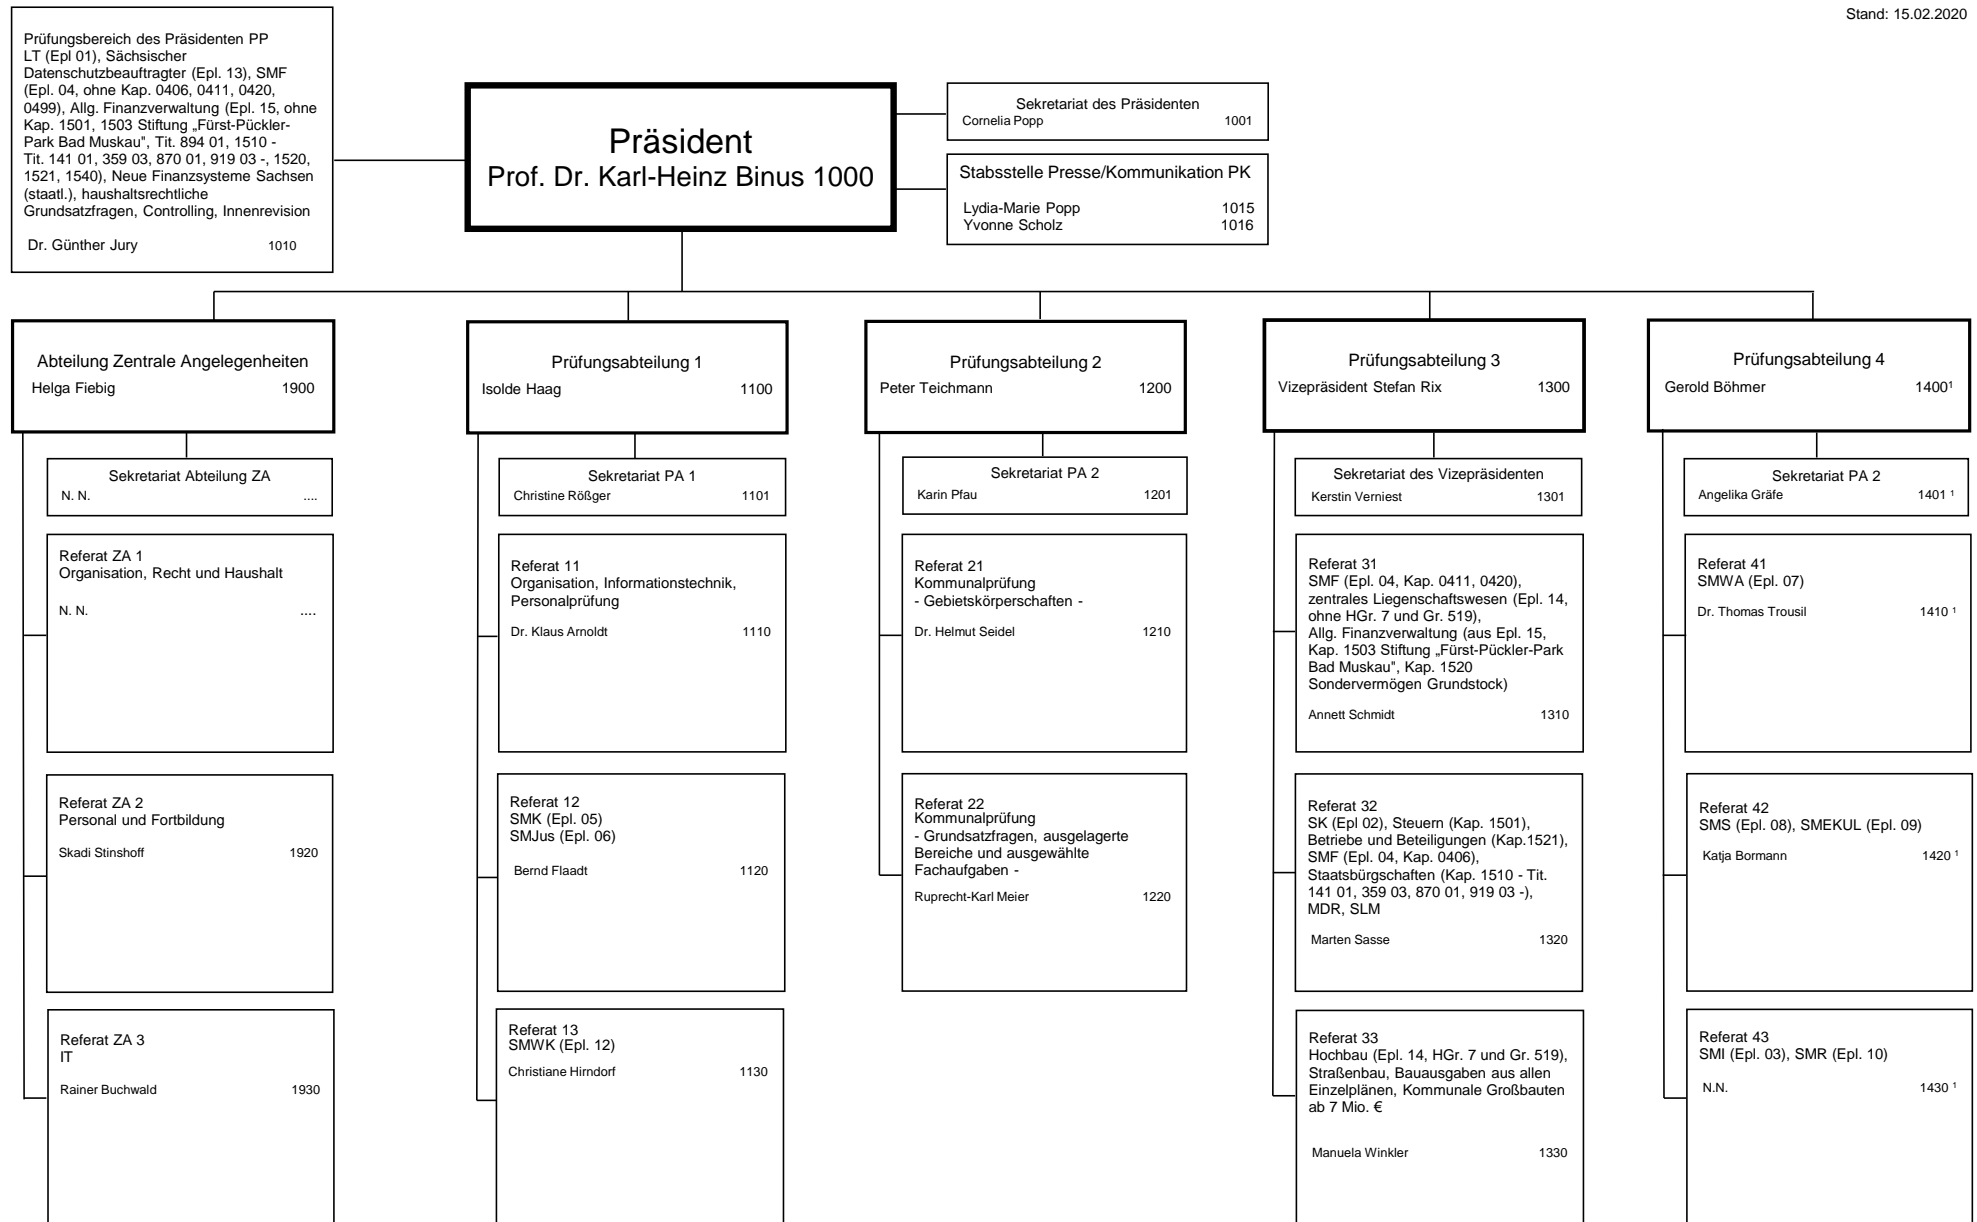 Stand: 15.02.2020
Prüfungsbereich des Präsidenten PP
LT (Epl 01), Sächsischer
Datenschutzbeauftragter (Epl. 13), SMF
(Epl. 04, ohne Kap. 0406, 0411, 0420,
0499), Allg. Finanzverwaltung (Epl. 15, ohne
Kap. 1501, 1503 Stiftung „Fürst-Pückler-
Park Bad Muskau", Tit. 894 01, 1510 -
Tit. 141 01, 359 03, 870 01, 919 03 -, 1520,
1521, 1540), Neue Finanzsysteme Sachsen
(staatl.), haushaltsrechtliche
Grundsatzfragen, Controlling, Innenrevision
Dr. Günther Jury 1010
Präsident
Prof. Dr. Karl-Heinz Binus 1000
Sekretariat des Präsidenten
Cornelia Popp 1001
Stabsstelle Presse/Kommunikation PK
Lydia-Marie Popp 1015
Yvonne Scholz 1016
Abteilung Zentrale Angelegenheiten
Helga Fiebig 1900
Sekretariat Abteilung ZA
N. N. ....
Referat ZA 1
Organisation, Recht und Haushalt
N. N. ....
Referat ZA 2
Personal und Fortbildung
Skadi Stinshoff 1920
Referat ZA 3
IT
Rainer Buchwald 1930
Prüfungsabteilung 1
Isolde Haag 1100
Sekretariat PA 1
Christine Rößger 1101
Referat 11
Organisation, Informationstechnik,
Personalprüfung
Dr. Klaus Arnoldt 1110
Referat 12
SMK (Epl. 05)
SMJus (Epl. 06)
Bernd Flaadt 1120
Referat 13
SMWK (Epl. 12)
Christiane Hirndorf 1130
Prüfungsabteilung 2
Peter Teichmann 1200
Sekretariat PA 2
Karin Pfau 1201
Referat 21
Kommunalprüfung
- Gebietskörperschaften -
Dr. Helmut Seidel 1210
Referat 22
Kommunalprüfung
- Grundsatzfragen, ausgelagerte
Bereiche und ausgewählte
Fachaufgaben -
Ruprecht-Karl Meier 1220
Prüfungsabteilung 3
Vizepräsident Stefan Rix 1300
Sekretariat des Vizepräsidenten
Kerstin Verniest 1301
Referat 31
SMF (Epl. 04, Kap. 0411, 0420),
zentrales Liegenschaftswesen (Epl. 14,
ohne HGr. 7 und Gr. 519),
Allg. Finanzverwaltung (aus Epl. 15,
Kap. 1503 Stiftung „Fürst-Pückler-Park
Bad Muskau", Kap. 1520
Sondervermögen Grundstock)
Annett Schmidt 1310
Referat 32
SK (Epl 02), Steuern (Kap. 1501),
Betriebe und Beteiligungen (Kap.1521),
SMF (Epl. 04, Kap. 0406),
Staatsbürgschaften (Kap. 1510 - Tit.
141 01, 359 03, 870 01, 919 03 -),
MDR, SLM
Marten Sasse 1320
Referat 33
Hochbau (Epl. 14, HGr. 7 und Gr. 519),
Straßenbau, Bauausgaben aus allen
Einzelplänen, Kommunale Großbauten
ab 7 Mio. €
Manuela Winkler 1330
Prüfungsabteilung 4
Gerold Böhmer 1400¹
Sekretariat PA 2
Angelika Gräfe 1401 ¹
Referat 41
SMWA (Epl. 07)
Dr. Thomas Trousil 1410 ¹
Referat 42
SMS (Epl. 08), SMEKUL (Epl. 09)
Katja Bormann 1420 ¹
Referat 43
SMI (Epl. 03), SMR (Epl. 10)
N.N. 1430 ¹